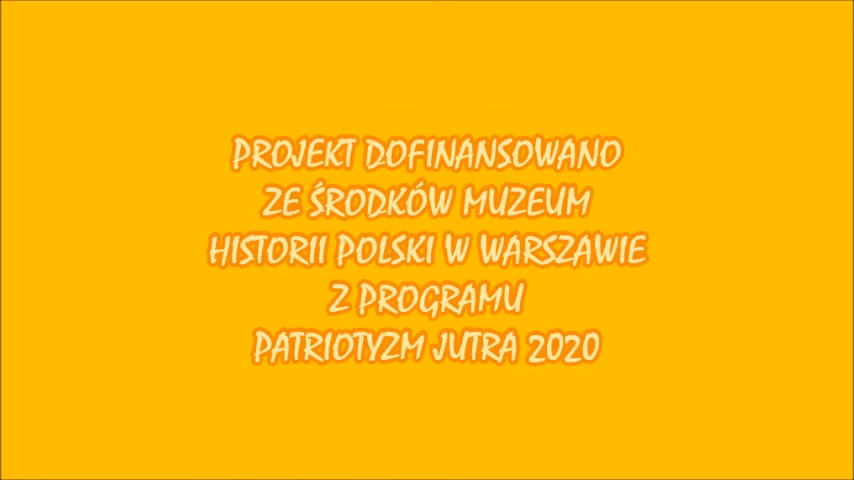 PROJEKT DOFINANSOWANO
ZE ŚRODKÓW MUZEUM
HISTORII POLSKI W WARSZAWIE
Z PROGRAMU
PATRIOTYZM JUTRA 2020